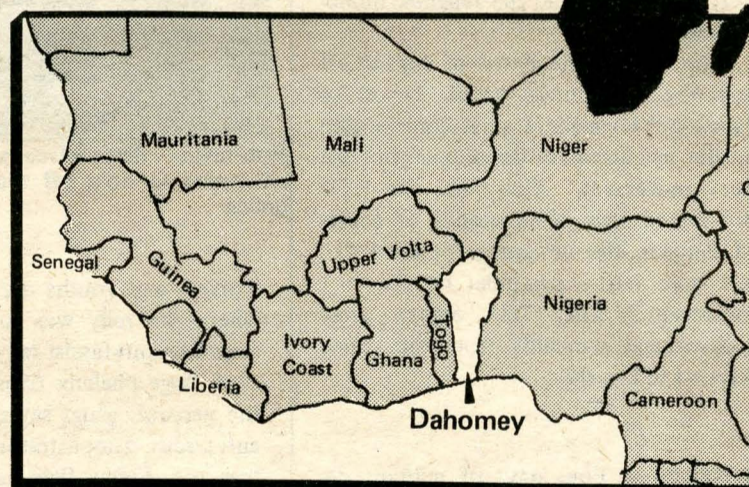 Mauritania
Mali
Niger
Senegal
Guinea
Upper Volta
Nigeria
Ivory
Coast
Ghana
Togo
Liberia
Cameroon
Dahomey